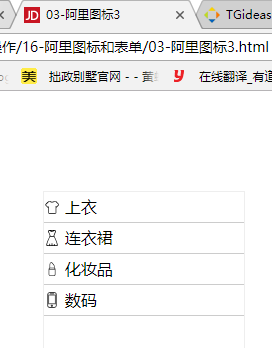 JD 03-阿里图标3 TGideas
作/16-阿里图标和表单/03-阿里图标3.html
美 拙政别墅官网 - - 黄 在线翻译_有道
上衣
连衣裙
化妆品
数码